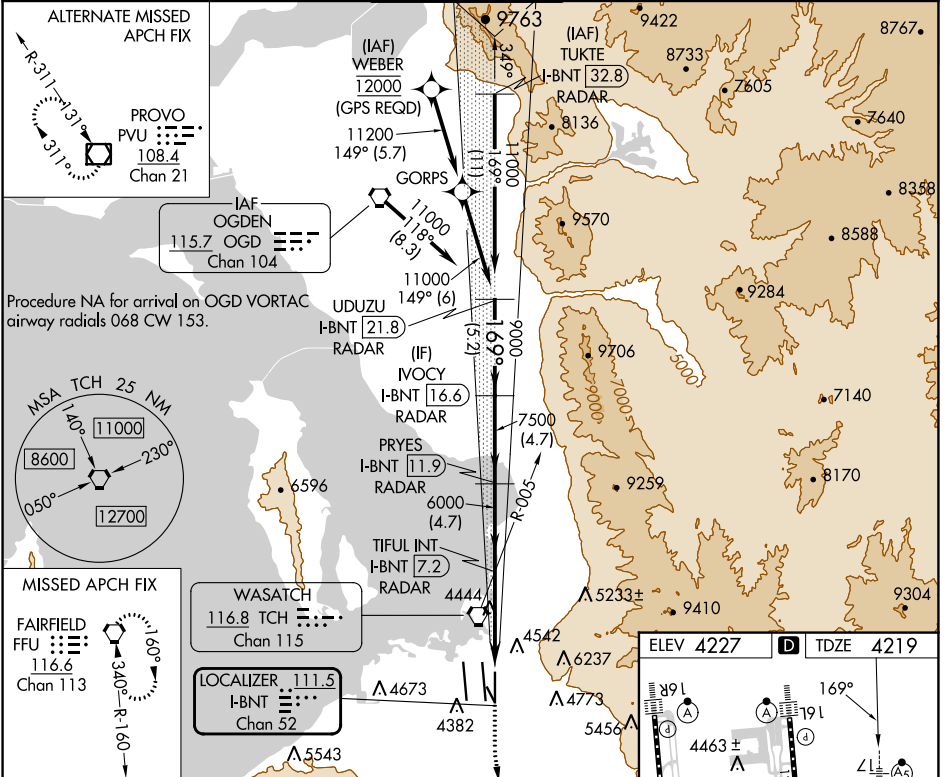 ALTERNATE MISSED
APCH FIX
R-311
131°
311°
PROVO
PVU
108.4
Chan 21
(IAF)
WEBER
12000
(GPS REQD)
11200
149° (5.7)
GORPS
9763
349°
(IAF)
TUKTE
I-BNT 32.8
RADAR
11000
169°
(11)
9422
8733
8767
7605
7640
8136
8358
9570
8588
9284
IAF
OGDEN
115.7 OGD
Chan 104
11000
118°
(8.3)
11000
149° (6)
Procedure NA for arrival on OGD VORTAC
airway radials 068 CW 153.
UDUZU
I-BNT 21.8
RADAR
9000
169°
(5.2)
(IF)
IVOCY
I-BNT 16.6
RADAR
7500
(4.7)
9706
9000
7000
5000
7140
8170
9259
MSA TCH 25 NM
140°
11000
8600
230°
050°
12700
PRYES
I-BNT 11.9
RADAR
6000
(4.7)
R-005
6596
TIFUL INT
I-BNT 7.2
RADAR
4444
MISSED APCH FIX
FAIRFIELD
FFU
116.6
Chan 113
160°
340°
R-160
WASATCH
116.8 TCH
Chan 115
LOCALIZER 111.5
I-BNT
Chan 52
5233±
9410
9304
4542
6237
4673
4382
4773
5456
5543
ELEV 4227
D
TDZE 4219
169°
16R
A
P
A
16L
P
4463 ±
17
A5